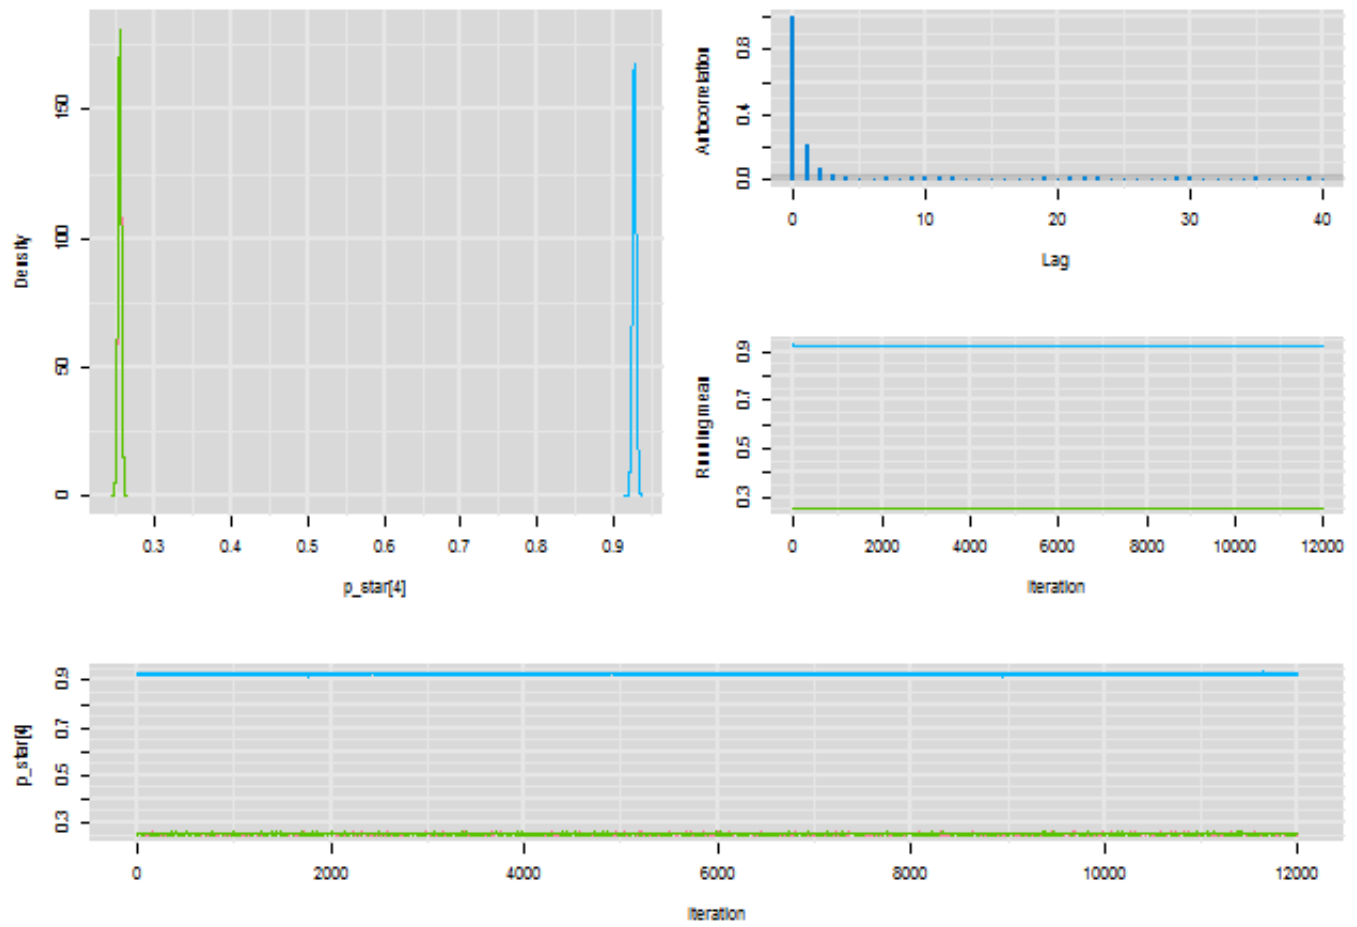 Density
150
100
50
0
0.3 0.4 0.5 0.6 0.7 0.8 0.9
p_star[4]
Autocorrelation
0.8
0.4
0.0
0 10 20 30 40
Lag
Running mean
0.9
0.7
0.5
0.3
0 2000 4000 6000 8000 10000 12000
Iteration
p_star[4]
0.9
0.7
0.5
0.3
0 2000 4000 6000 8000 10000 12000
Iteration